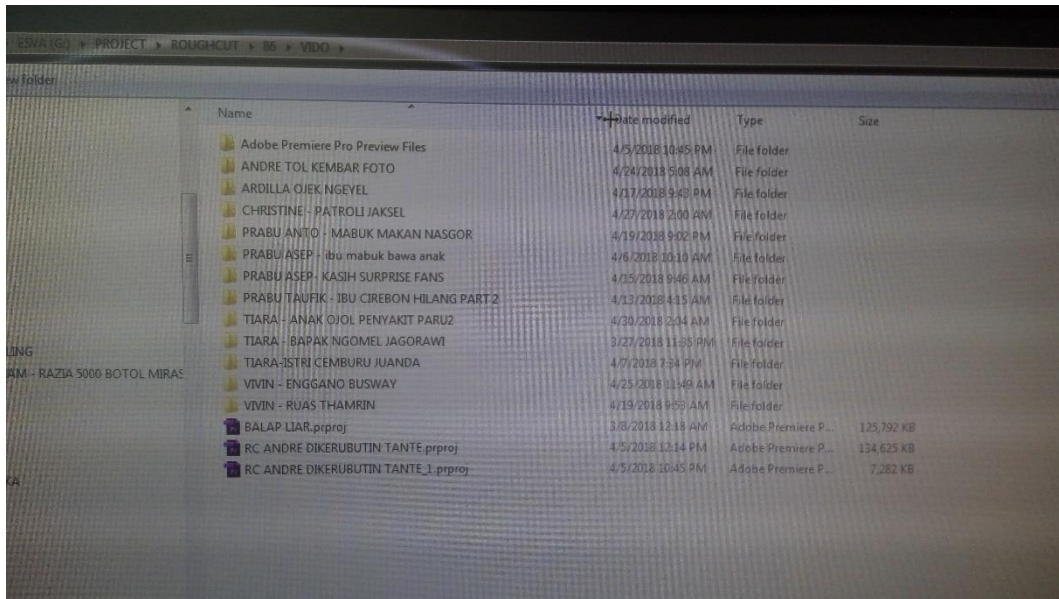 ESWA (G:) PROJECT ROUGHCUT 86 VIDO
ew folder
Name Date modified Type Size
Adobe Premiere Pro Preview Files 4/5/2018 10:45 PM File folder
ANDRE TOL KEMBAR FOTO 4/24/2018 5:08 AM File folder
ARDILLA OJEK NGEYEL 4/17/2018 9:43 PM File folder
CHRISTINE - PATROLI JAKSEL 4/27/2018 2:00 AM File folder
PRABU ANTO - MABUK MAKAN NASGOR 4/19/2018 9:02 PM File folder
PRABU ASEP - ibu mabuk bawa anak 4/6/2018 10:10 AM File folder
PRABU ASEP- KASIH SURPRISE FANS 4/15/2018 9:46 AM File folder
PRABU TAUFIK - IBU CIREBON HILANG PART 2 4/13/2018 4:15 AM File folder
TIARA - ANAK OJOL PENYAKIT PARU2 4/30/2018 2:04 AM File folder
TIARA - BAPAK NGOMEL JAGORAWI 3/27/2018 11:35 PM File folder
LING
TIARA-ISTRI CEMBURU JUANDA 4/7/2018 7:34 PM File folder
AM - RAZIA 5000 BOTOL MIRAS
VIVIN - ENGGANO BUSWAY 4/25/2018 11:49 AM File folder
VIVIN - RUAS THAMRIN 4/19/2018 9:53 AM File folder
BALAP LIAR.prproj 3/8/2018 12:18 AM Adobe Premiere P... 125,792 KB
RC ANDRE DIKERUBUTIN TANTE.prproj 4/5/2018 12:14 PM Adobe Premiere P... 134,625 KB
RC ANDRE DIKERUBUTIN TANTE_1.prproj 4/5/2018 10:45 PM Adobe Premiere P... 7,282 KB
KA